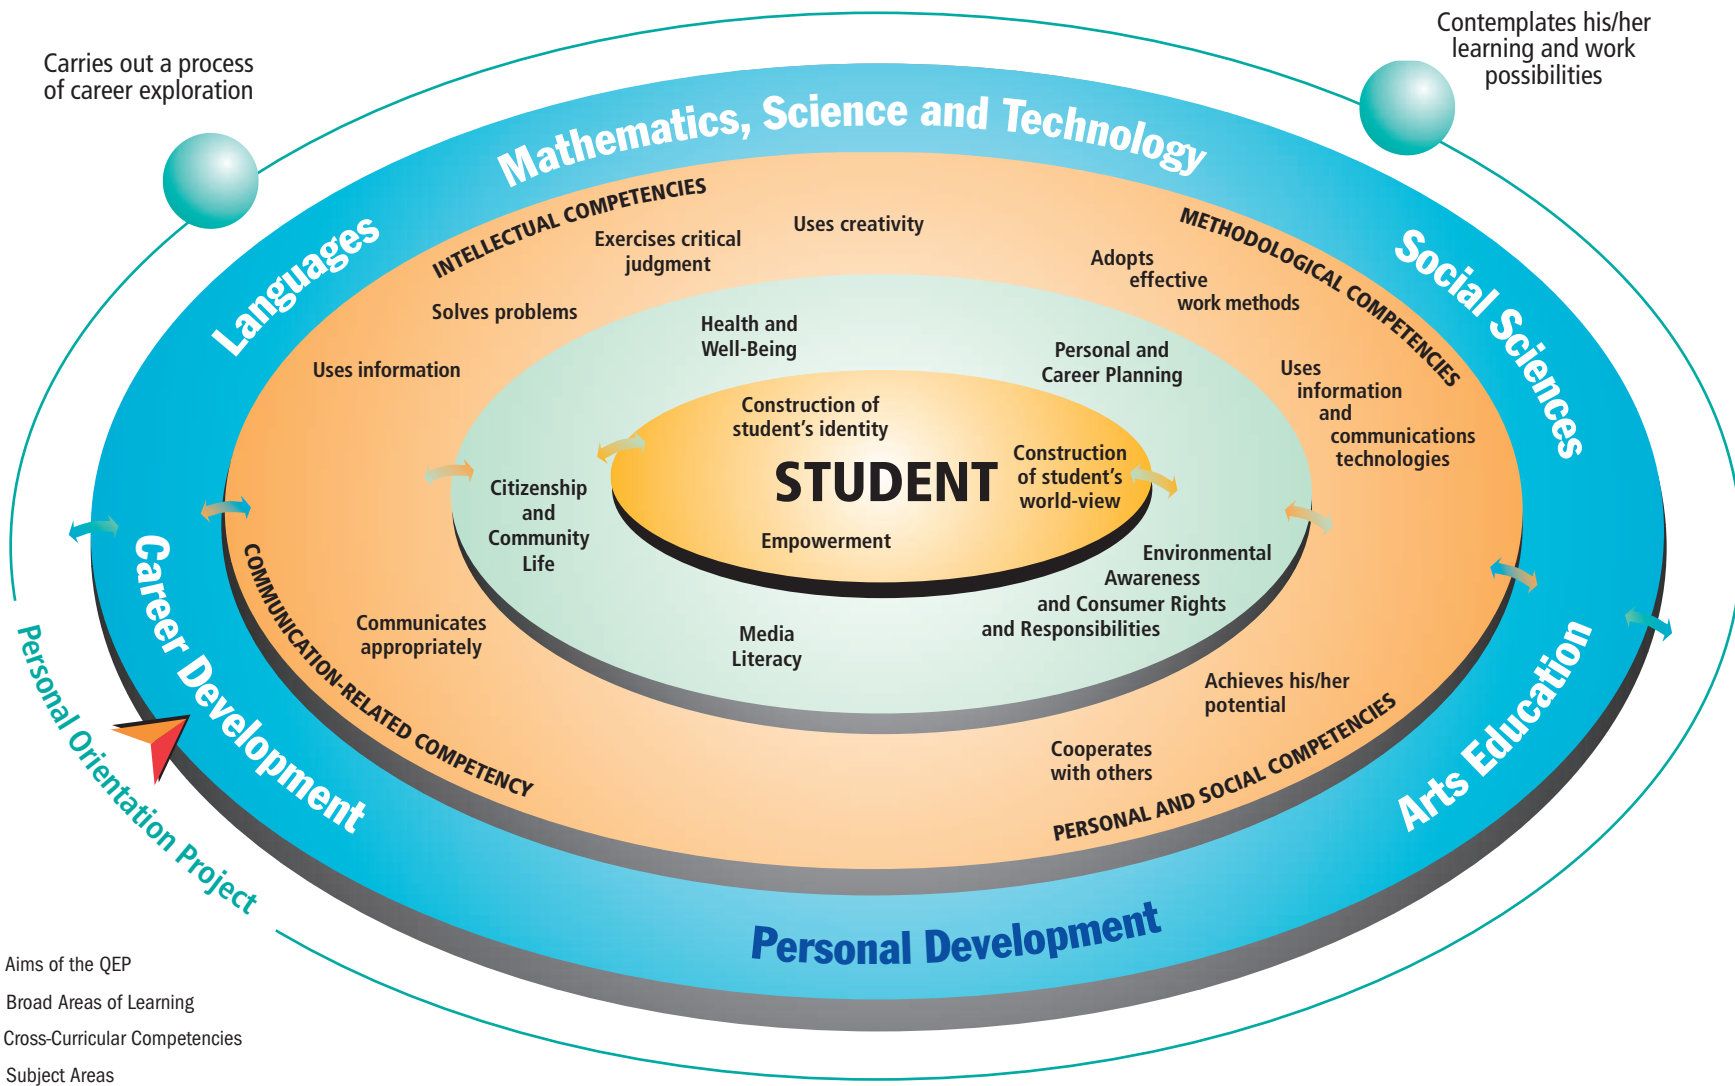 Carries out a process
of career exploration
Contemplates his/her
learning and work
possibilities
Mathematics, Science and Technology
Languages
Social Sciences
INTELLECTUAL COMPETENCIES
Uses creativity
Exercises critical
judgment
Solves problems
Uses information
METHODOLOGICAL COMPETENCIES
Adopts
effective
work methods
Uses
information
and
communications
technologies
Health and
Well-Being
Personal and
Career Planning
Construction of
student's identity
STUDENT
Construction
of student's
world-view
Empowerment
Citizenship
and
Community
Life
Environmental
Awareness
and Consumer Rights
and Responsibilities
Media
Literacy
Communicates
appropriately
COMMUNICATION-RELATED COMPETENCY
Achieves his/her
potential
Cooperates
with others
PERSONAL AND SOCIAL COMPETENCIES
Career Development
Arts Education
Personal Development
Personal Orientation Project
Aims of the QEP
Broad Areas of Learning
Cross-Curricular Competencies
Subject Areas